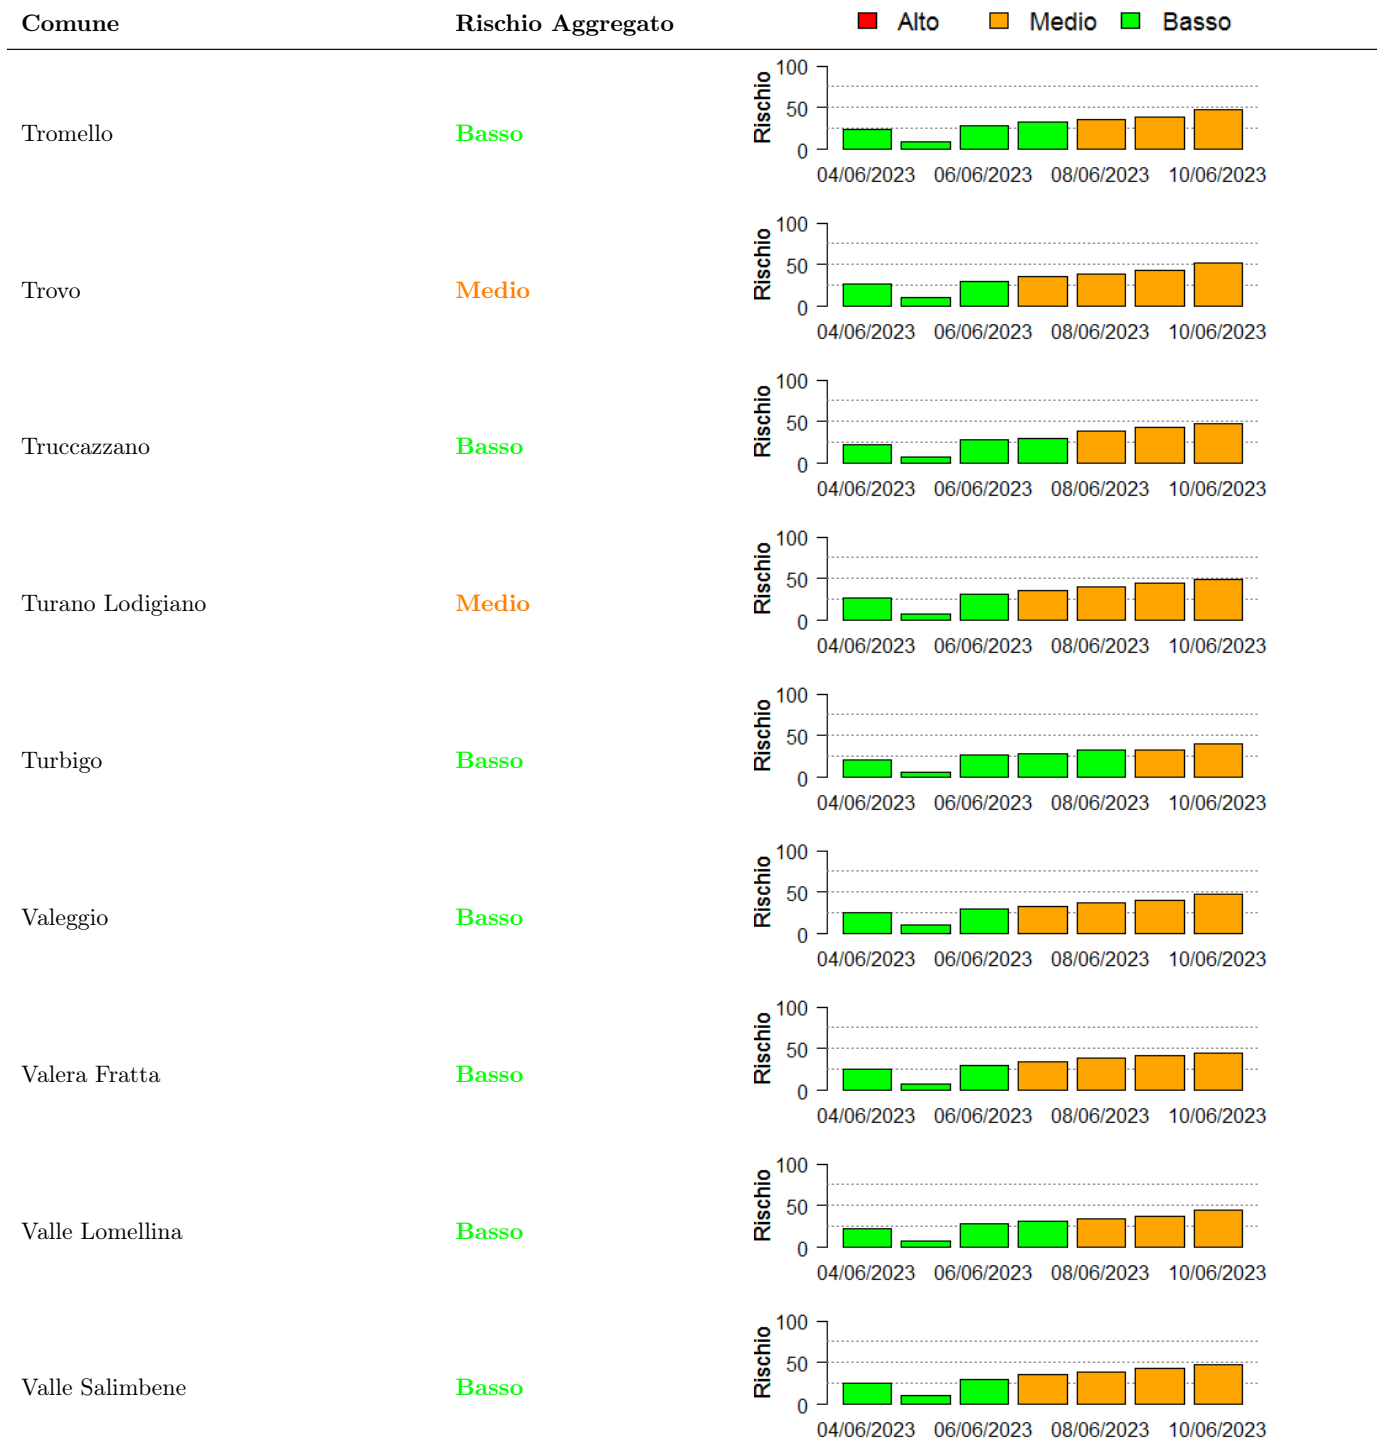 Comune Rischio Aggregato Alto Medio Basso
100
50
0
Rischio
Tromello Basso
04/06/2023 06/06/2023 08/06/2023 10/06/2023
100
50
0
Rischio
Trovo Medio
04/06/2023 06/06/2023 08/06/2023 10/06/2023
100
50
0
Rischio
Truccazzano Basso
04/06/2023 06/06/2023 08/06/2023 10/06/2023
100
50
0
Rischio
Turano Lodigiano Medio
04/06/2023 06/06/2023 08/06/2023 10/06/2023
100
50
0
Rischio
Turbigo Basso
04/06/2023 06/06/2023 08/06/2023 10/06/2023
100
50
0
Rischio
Valeggio Basso
04/06/2023 06/06/2023 08/06/2023 10/06/2023
100
50
0
Rischio
Valera Fratta Basso
04/06/2023 06/06/2023 08/06/2023 10/06/2023
100
50
0
Rischio
Valle Lomellina Basso
04/06/2023 06/06/2023 08/06/2023 10/06/2023
100
50
0
Rischio
Valle Salimbene Basso
04/06/2023 06/06/2023 08/06/2023 10/06/2023